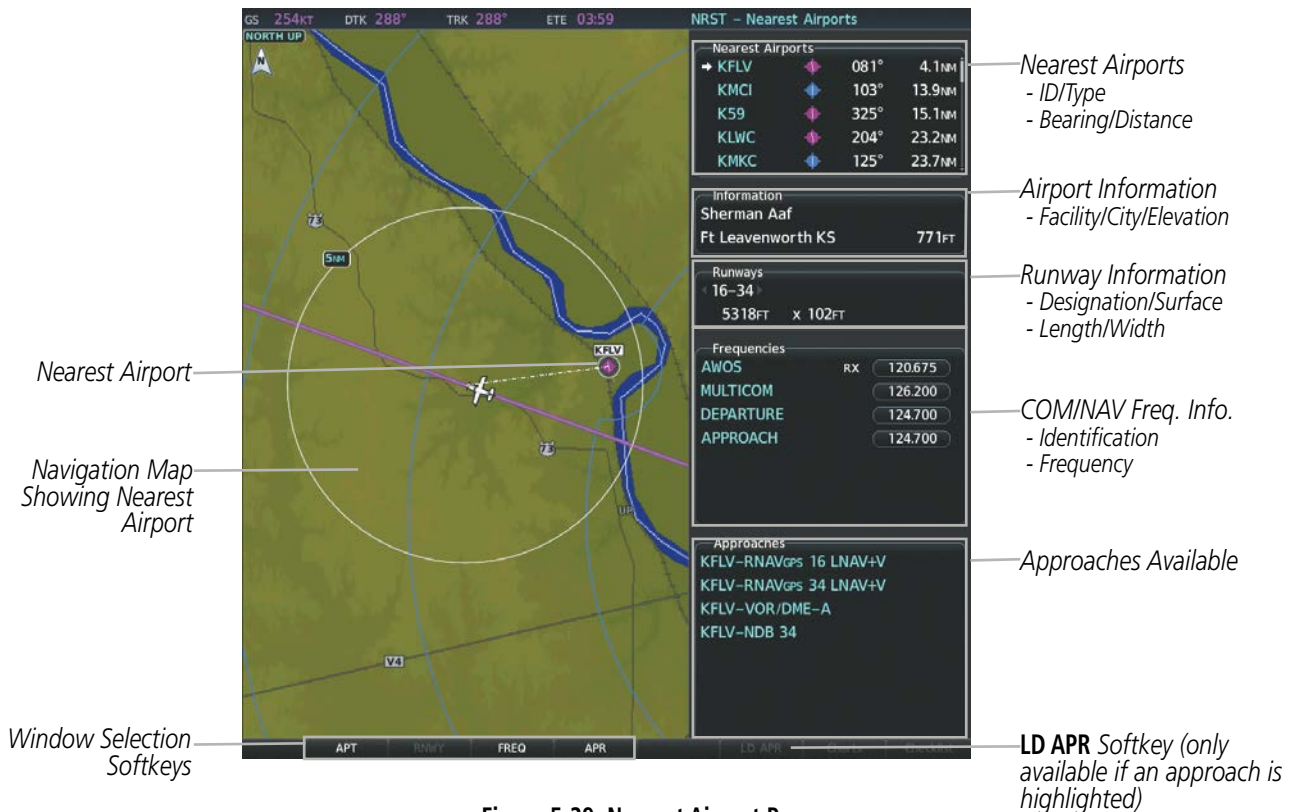 GS 254KT DTK 288° TRK 288° ETE 03:59 NRST – Nearest Airports
NORTH UP
N
73
5NM
KFLV
73
UP
V4
Nearest Airports
KFLV 081° 4.1NM
KMCI 103° 13.9NM
K59 325° 15.1NM
KLWC 204° 23.2NM
KMKC 125° 23.7NM
Information
Sherman Aaf
Ft Leavenworth KS 771FT
Runways
16–34
5318FT x 102FT
Frequencies
AWOS RX 120.675
MULTICOM 126.200
DEPARTURE 124.700
APPROACH 124.700
Approaches
KFLV–RNAVGPS 16 LNAV+V
KFLV–RNAVGPS 34 LNAV+V
KFLV–VOR/DME–A
KFLV–NDB 34
APT RNWY FREQ APR LD APR Charts Checklist
Nearest Airport
Navigation Map
Showing Nearest
Airport
Window Selection
Softkeys
Nearest Airports
- ID/Type
- Bearing/Distance
Airport Information
- Facility/City/Elevation
Runway Information
- Designation/Surface
- Length/Width
COM/NAV Freq. Info.
- Identification
- Frequency
Approaches Available
LD APR Softkey (only
available if an approach is
highlighted)